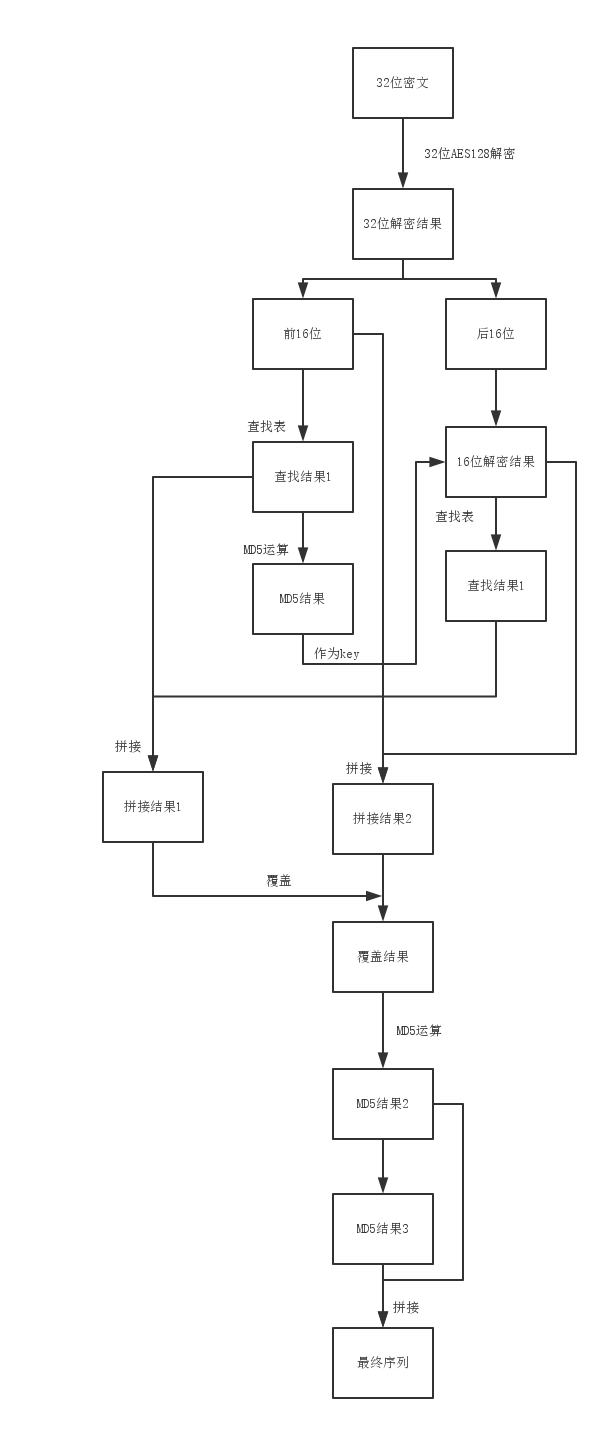 32位密文
32位AES128解密
32位解密结果
前16位
后16位
查找表
16位解密结果
查找结果1
查找表
MD5运算
查找结果1
MD5结果
作为key
拼接
拼接
拼接结果1
拼接结果2
覆盖
覆盖结果
MD5运算
MD5结果2
MD5结果3
拼接
最终序列